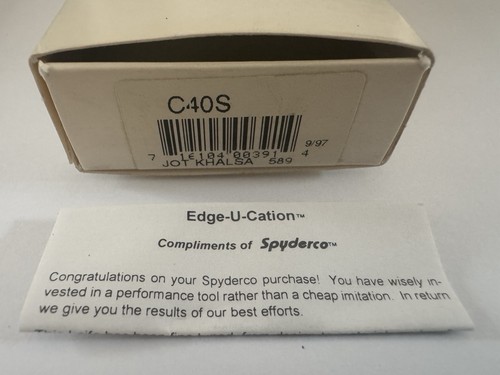 C40S
9/97
7 16104 00391 4
JOT KHALSA 589
Edge-U-Cation™
Compliments of Spyderco™
Congratulations on your Spyderco purchase! You have wisely in-
vested in a performance tool rather than a cheap imitation. In return
we give you the results of our best efforts.